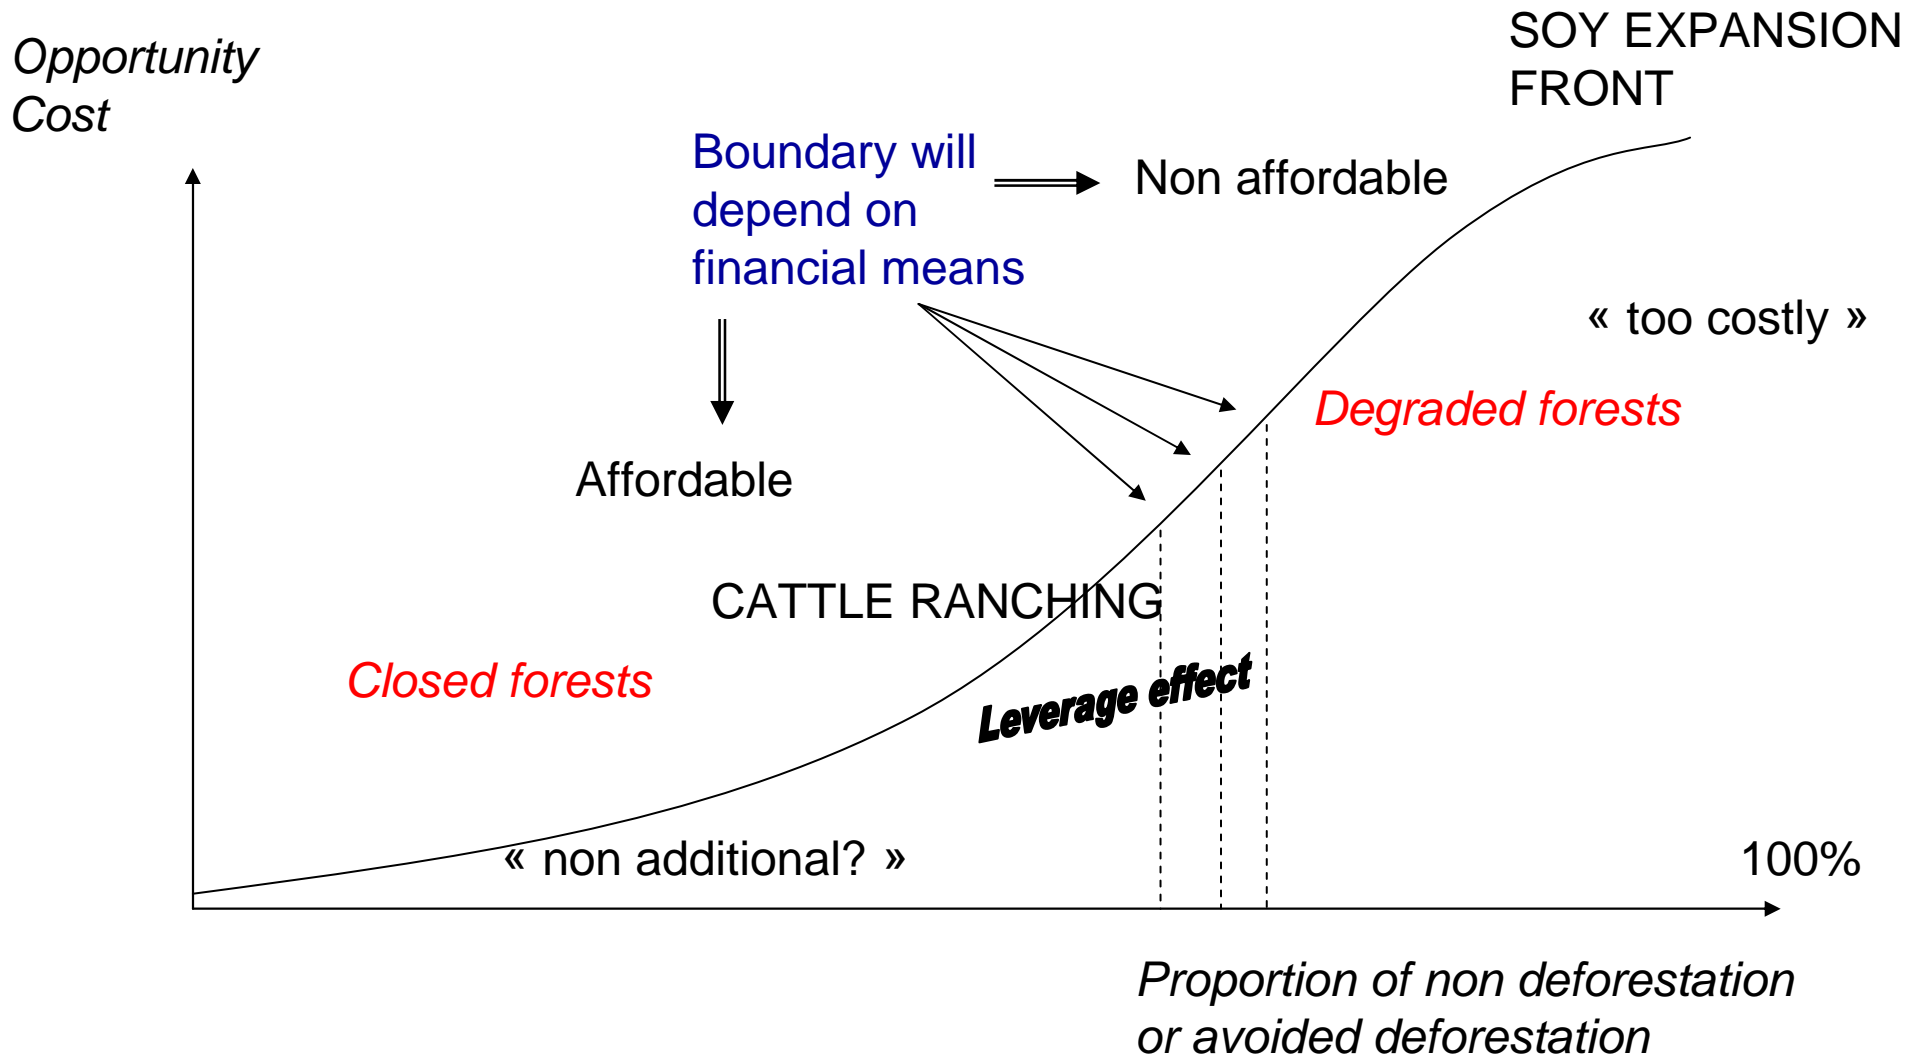 Opportunity
Cost
SOY EXPANSION
FRONT
Boundary will
depend on
financial means
Non affordable
« too costly »
Degraded forests
Affordable
CATTLE RANCHING
Closed forests
Leverage effect
« non additional? »
100%
Proportion of non deforestation
or avoided deforestation